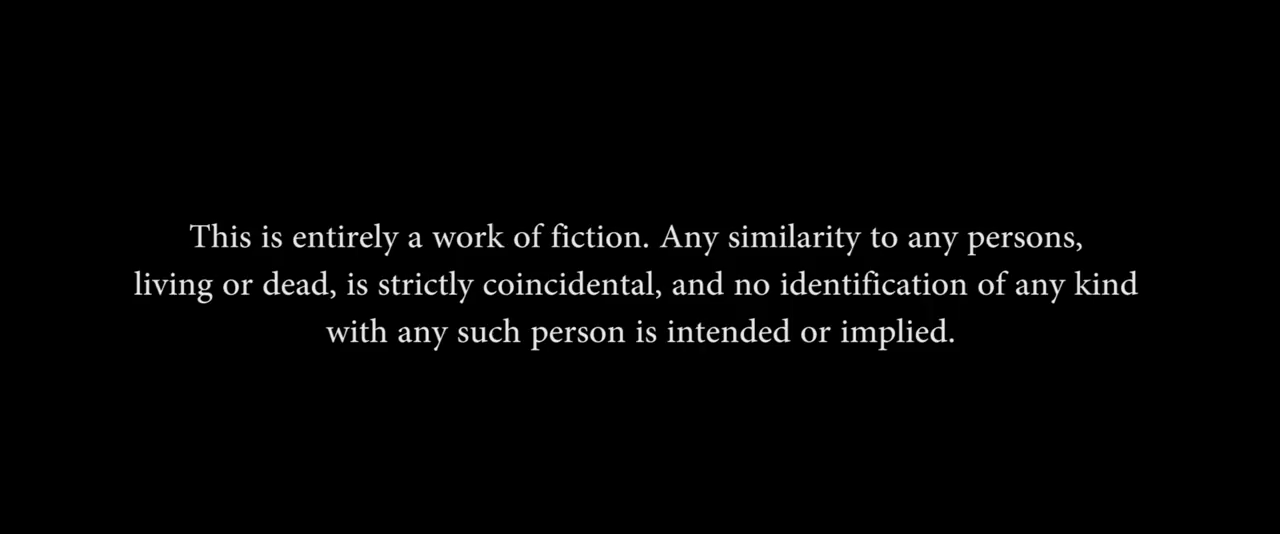 This is entirely a work of fiction. Any similarity to any persons,
living or dead, is strictly coincidental, and no identification of any kind
with any such person is intended or implied.